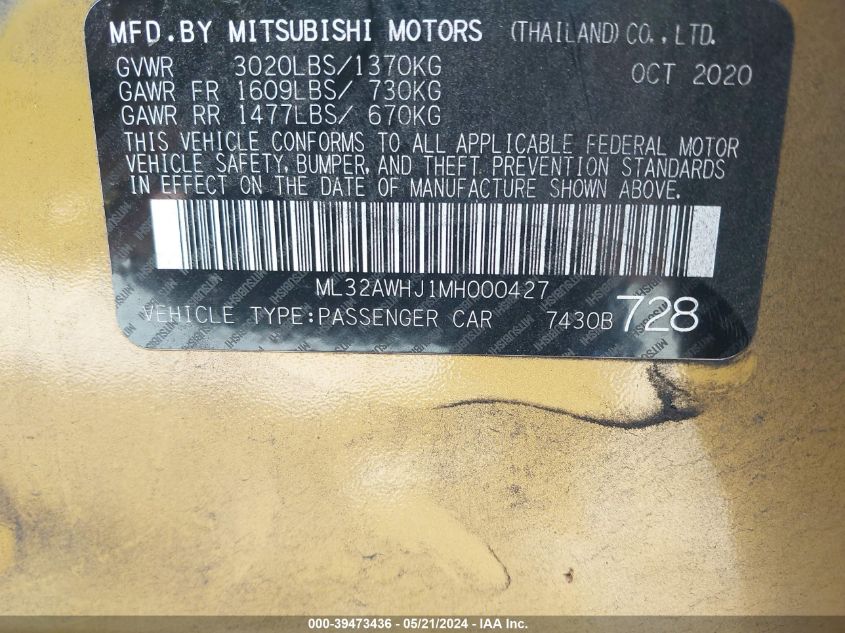 MFD.BY MITSUBISHI MOTORS (THAILAND) CO., LTD.
GVWR 3020LBS/1370KG OCT 2020
GAWR FR 1609LBS/ 730KG
GAWR RR 1477LBS/ 670KG
THIS VEHICLE CONFORMS TO ALL APPLICABLE FEDERAL MOTOR
VEHICLE SAFETY, BUMPER, AND THEFT PREVENTION STANDARDS
IN EFFECT ON THE DATE OF MANUFACTURE SHOWN ABOVE.
ML32AWHJ1MH000427
VEHICLE TYPE:PASSENGER CAR 7430B 728
000-39473436 - 05/21/2024 - IAAI Inc.